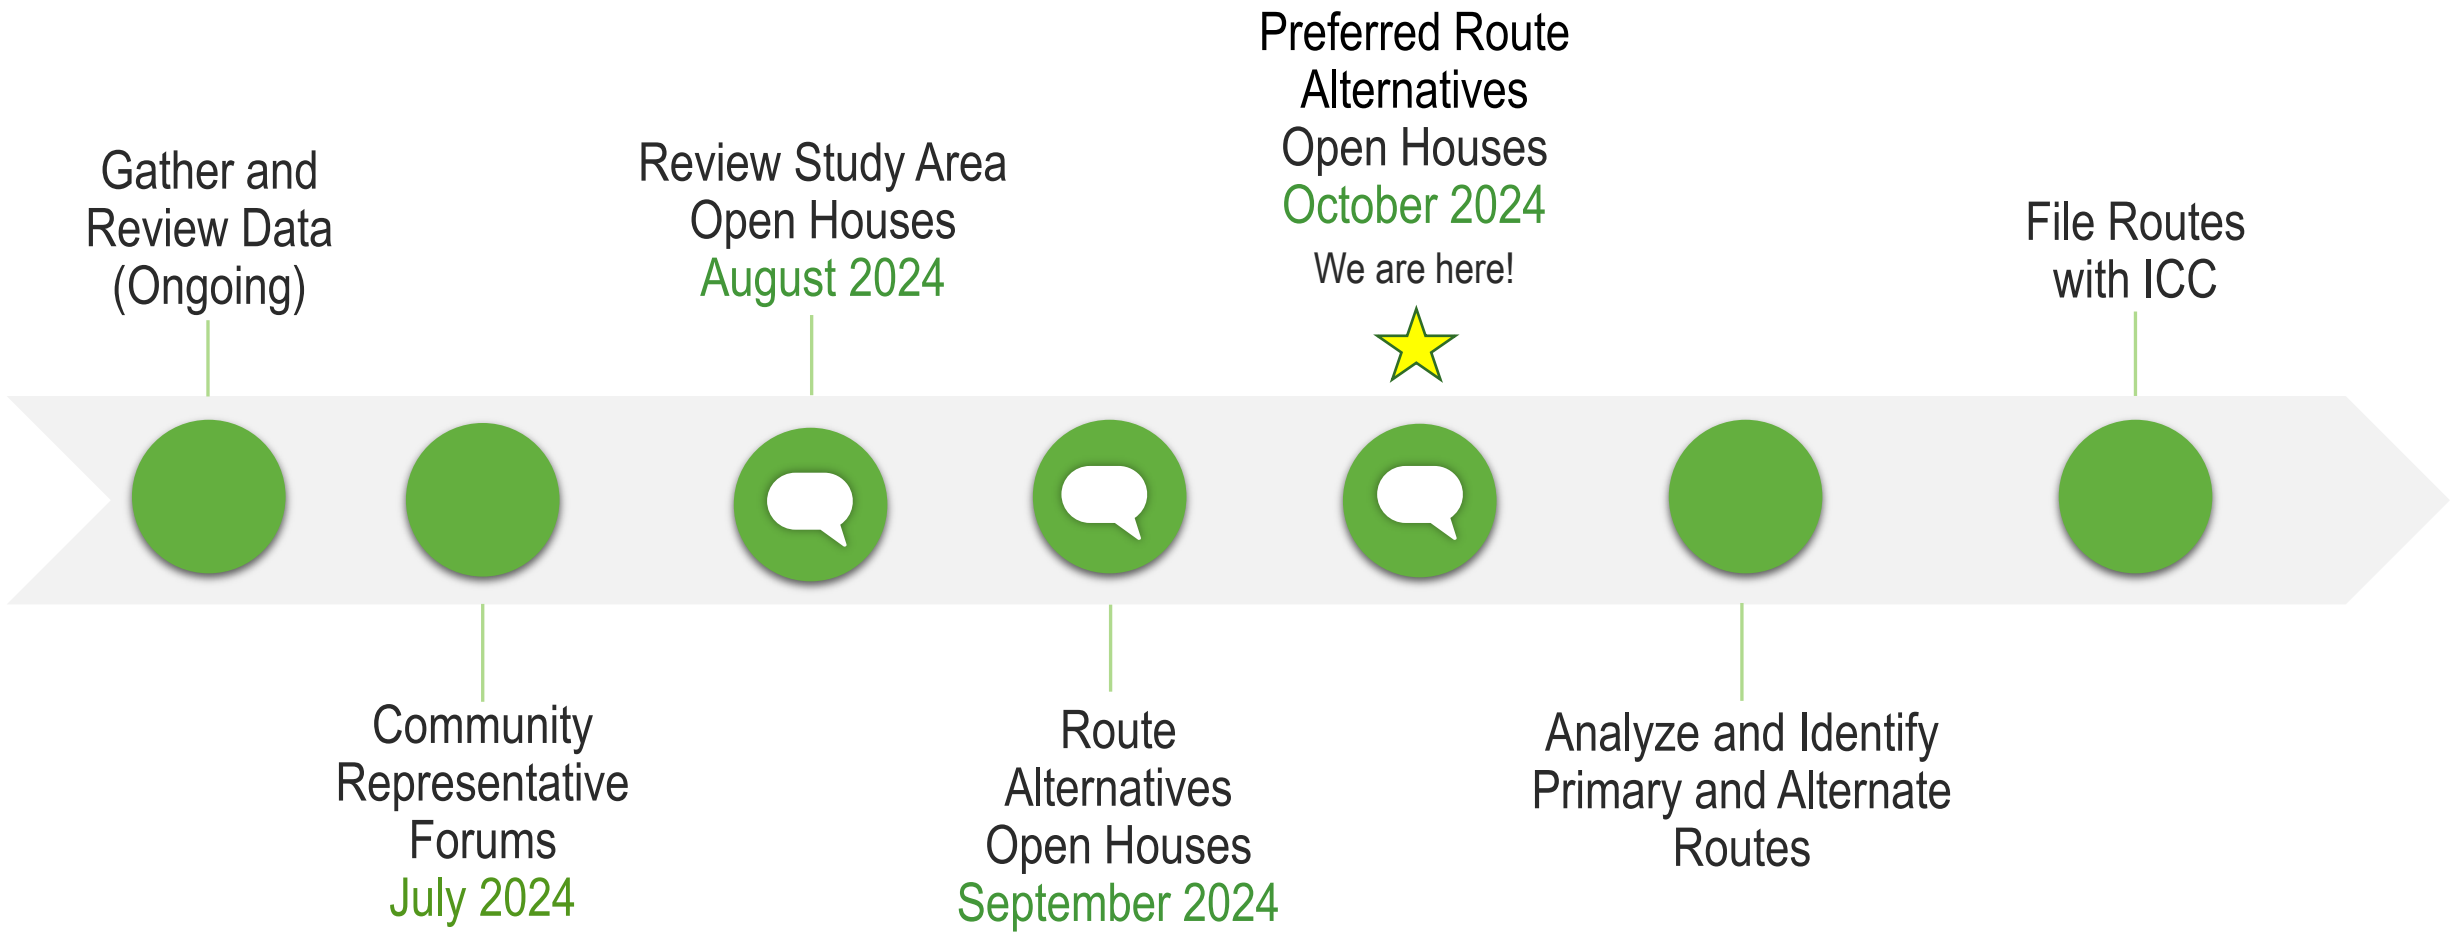 Gather and
Review Data
(Ongoing)
Community
Representative
Forums
July 2024
Review Study Area
Open Houses
August 2024
Route
Alternatives
Open Houses
September 2024
Preferred Route
Alternatives
Open Houses
October 2024
We are here!
Analyze and Identify
Primary and Alternate
Routes
File Routes
with ICC